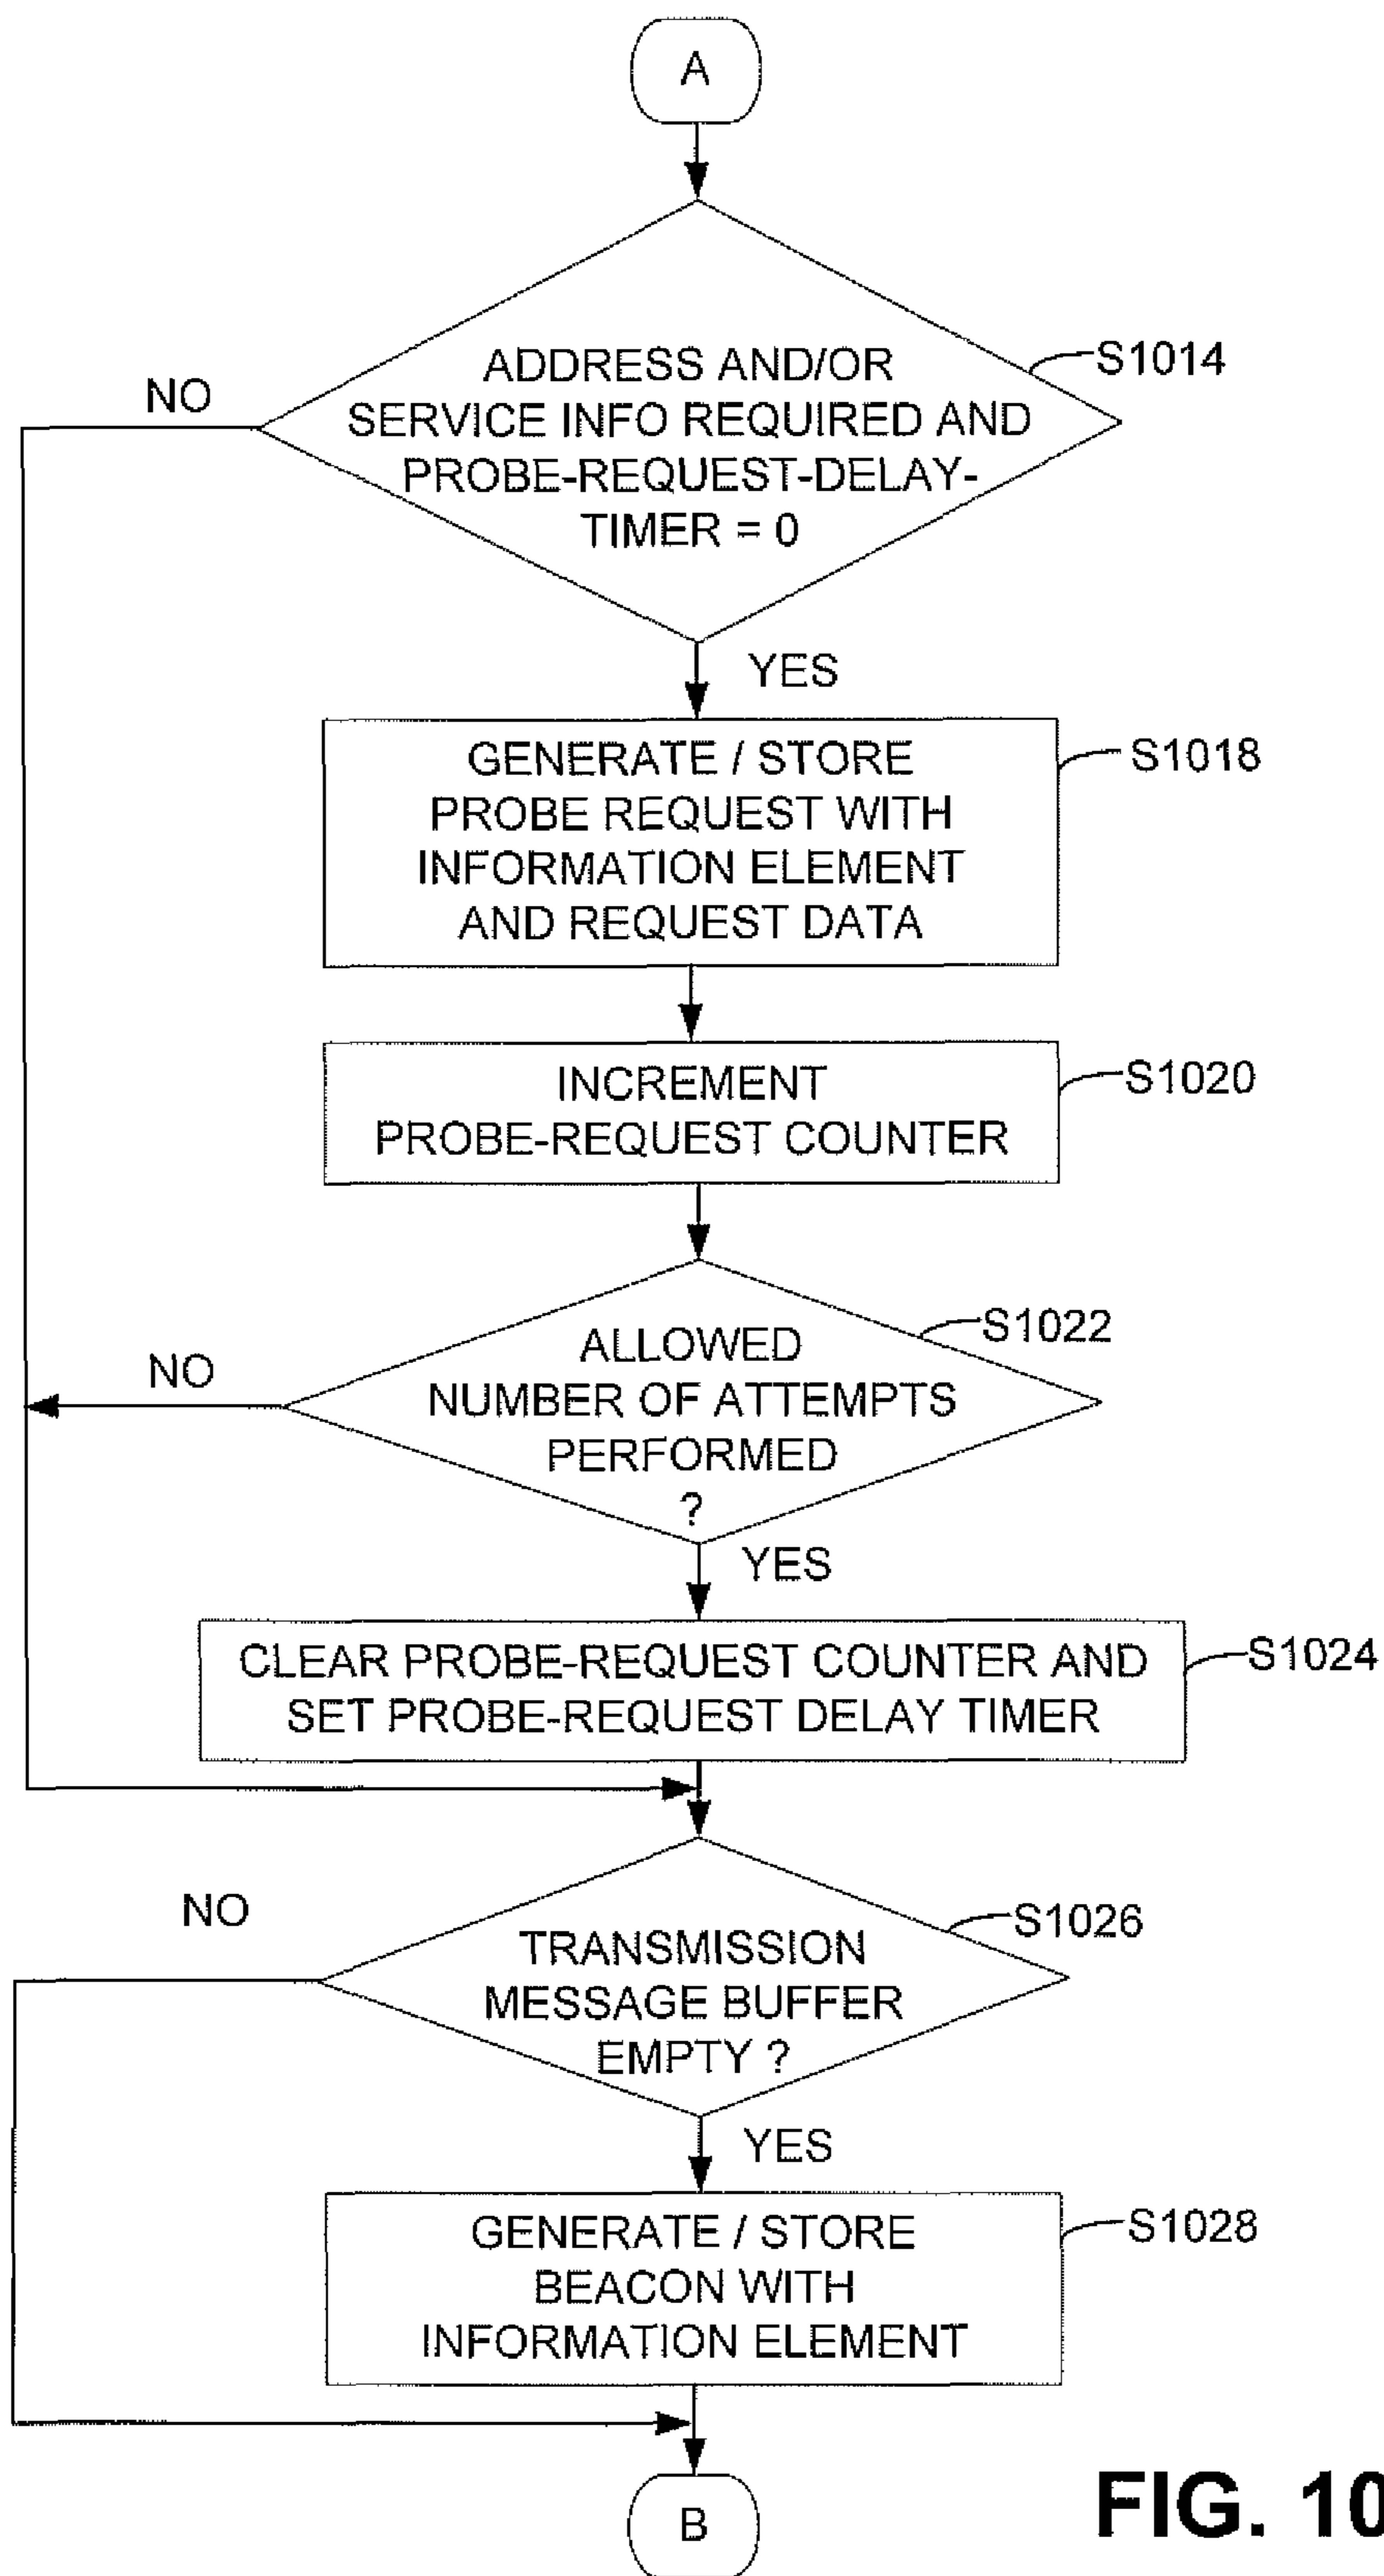 A
ADDRESS AND/OR
SERVICE INFO REQUIRED AND
PROBE-REQUEST-DELAY-
TIMER = 0
S1014
NO
YES
GENERATE / STORE
PROBE REQUEST WITH
INFORMATION ELEMENT
AND REQUEST DATA
S1018
INCREMENT
PROBE-REQUEST COUNTER
S1020
ALLOWED
NUMBER OF ATTEMPTS
PERFORMED
?
S1022
NO
YES
CLEAR PROBE-REQUEST COUNTER AND
SET PROBE-REQUEST DELAY TIMER
S1024
TRANSMISSION
MESSAGE BUFFER
EMPTY ?
S1026
NO
YES
GENERATE / STORE
BEACON WITH
INFORMATION ELEMENT
S1028
B
FIG. 10